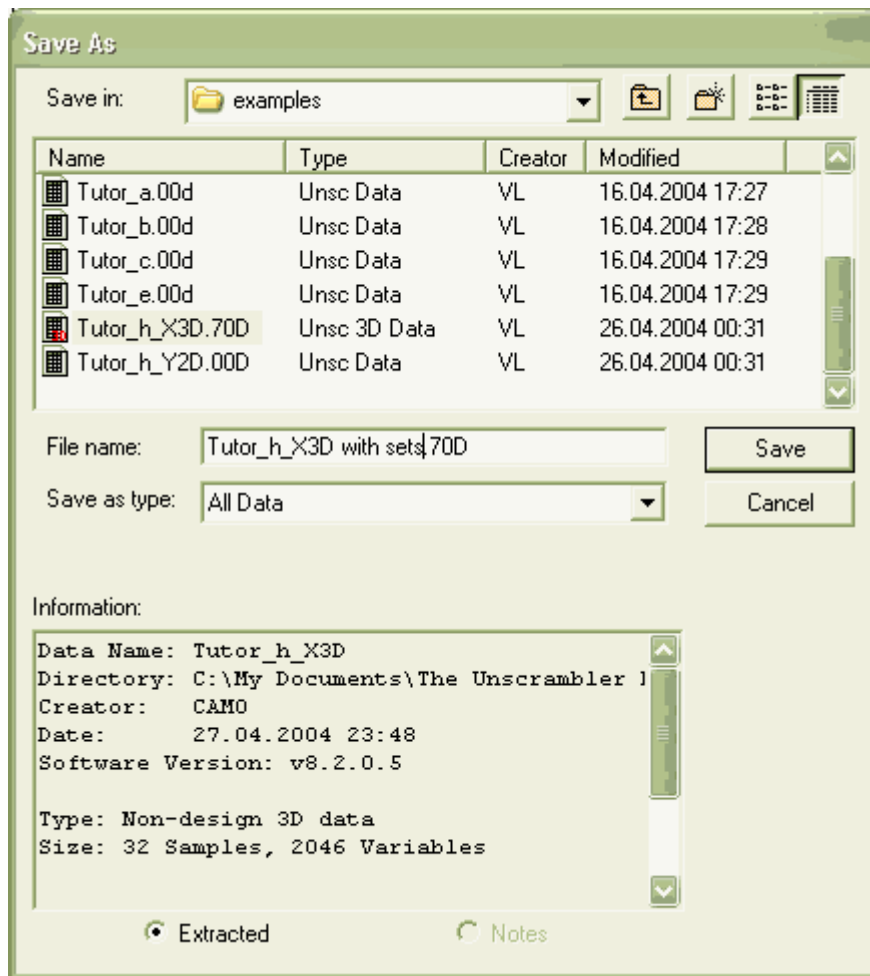 Save As
Save in: examples
Name Type Creator Modified
Tutor_a.00d Unsc Data VL 16.04.2004 17:27
Tutor_b.00d Unsc Data VL 16.04.2004 17:28
Tutor_c.00d Unsc Data VL 16.04.2004 17:29
Tutor_e.00d Unsc Data VL 16.04.2004 17:29
Tutor_h_X3D.70D Unsc 3D Data VL 26.04.2004 00:31
Tutor_h_Y2D.00D Unsc Data VL 26.04.2004 00:31
File name: Tutor_h_X3D with sets.70D Save
Save as type: All Data Cancel
Information:
Data Name: Tutor_h_X3D
Directory: C:\My Documents\The Unscrambler
Creator: CAMO
Date: 27.04.2004 23:48
Software Version: v8.2.0.5
Type: Non-design 3D data
Size: 32 Samples, 2046 Variables
Extracted Notes